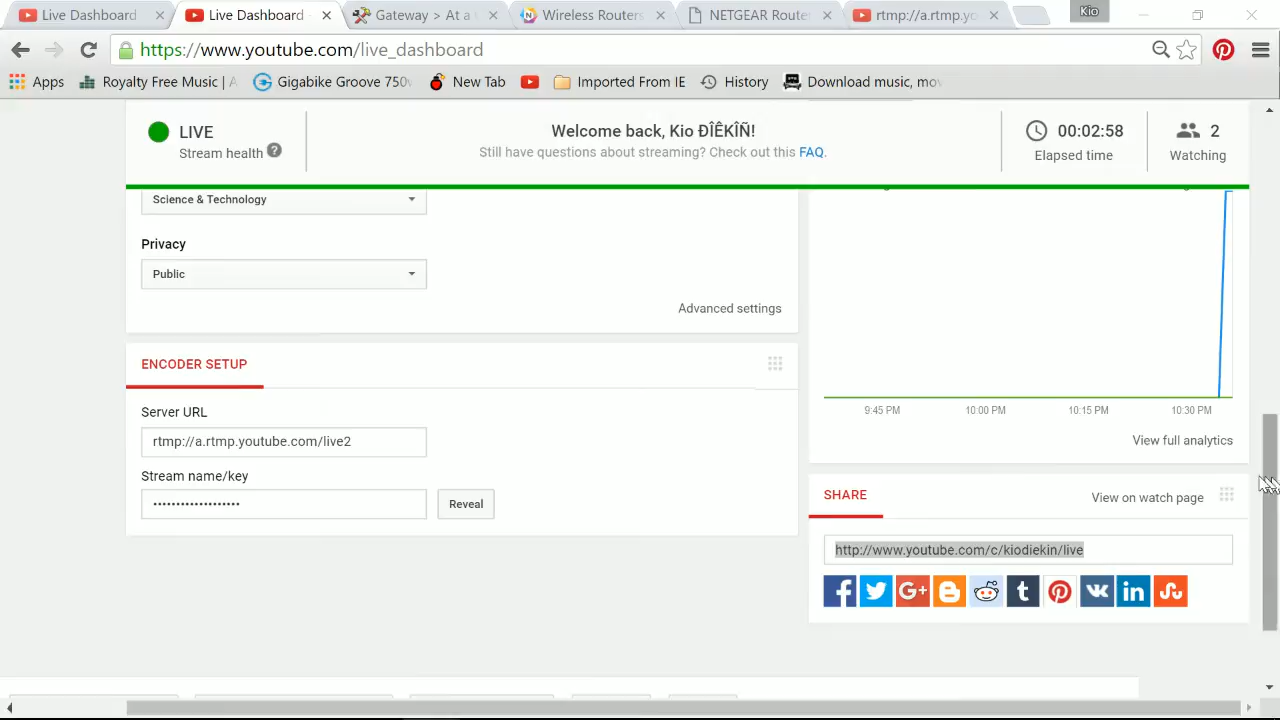 Live Dashboard
Live Dashboard -
Gateway > At a
Wireless Routers
NETGEAR Route
rtmp://a.rtmp.yo
Kio
https://www.youtube.com/live_dashboard
Apps
Royalty Free Music | A
Gigabike Groove 750v
New Tab
Imported From IE
History
Download music, mov
LIVE
Stream health ?
Welcome back, Kio ÐÎÊKÎÑ!
Still have questions about streaming? Check out this FAQ.
00:02:58
Elapsed time
2
Watching
Science & Technology
Privacy
Public
Advanced settings
ENCODER SETUP
Server URL
rtmp://a.rtmp.youtube.com/live2
Stream name/key
•••••••••••••••••••
Reveal
9:45 PM 10:00 PM 10:15 PM 10:30 PM
View full analytics
SHARE
View on watch page
http://www.youtube.com/c/kiodiekin/live